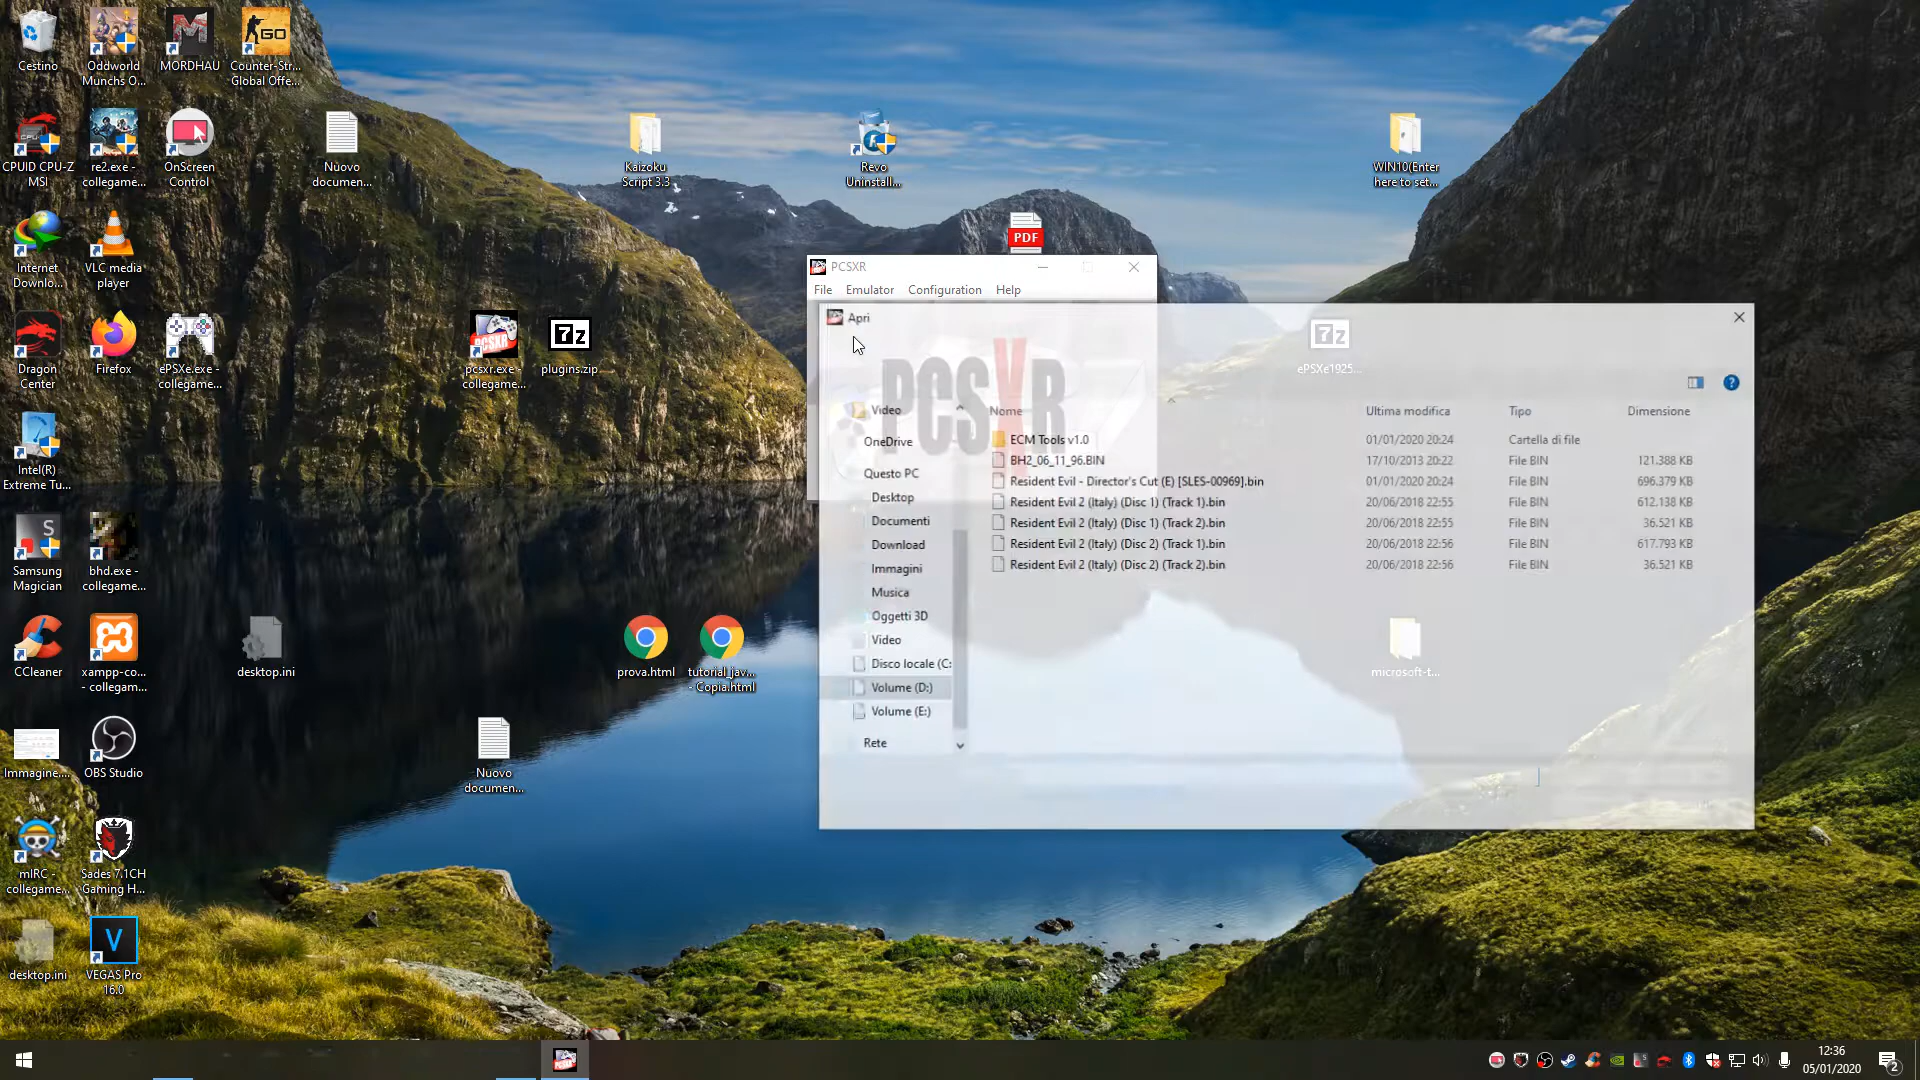 Cestino
Oddworld
Munchs O...
MORDHAU
Counter-Str...
Global Offe...
CPUID CPU-Z
MSI
re2.exe -
collegame...
OnScreen
Control
Nuovo
documen...
Kaizoku
Script 3.3
Revo
Uninstall...
WIN10(Enter
here to set...
PDF
Internet
Downlo...
VLC media
player
PCSXR
File
Emulator
Configuration
Help
Apri
Dragon
Center
Firefox
ePSXe.exe -
collegame...
pcsxr.exe -
collegame...
7z
plugins.zip
7z
ePSXe1925...
PCSXR
Nome
Ultima modifica
Tipo
Dimensione
ECM Tools v1.0
01/01/2020 20:24
Cartella di file
BH2_06_11_96.BIN
17/10/2013 20:22
File BIN
121.388 KB
Resident Evil - Director's Cut (E) [SLES-00969].bin
01/01/2020 20:24
File BIN
696.379 KB
Resident Evil 2 (Italy) (Disc 1) (Track 1).bin
20/06/2018 22:55
File BIN
612.138 KB
Resident Evil 2 (Italy) (Disc 1) (Track 2).bin
20/06/2018 22:55
File BIN
36.521 KB
Resident Evil 2 (Italy) (Disc 2) (Track 1).bin
20/06/2018 22:56
File BIN
617.793 KB
Resident Evil 2 (Italy) (Disc 2) (Track 2).bin
20/06/2018 22:56
File BIN
36.521 KB
Video
OneDrive
Questo PC
Desktop
Documenti
Download
Immagini
Musica
Oggetti 3D
Video
Disco locale (C:
Volume (D:)
Volume (E:)
Rete
Intel(R)
Extreme Tu...
Samsung
Magician
bhd.exe -
collegame...
CCleaner
xampp-co...
- collegam...
desktop.ini
prova.html
tutorial_jav...
- Copia.html
microsoft-t...
Immagine....
OBS Studio
Nuovo
documen...
mIRC -
collegame...
Sades 7.1CH
Gaming H...
desktop.ini
VEGAS Pro
16.0
12:36
05/01/2020
2